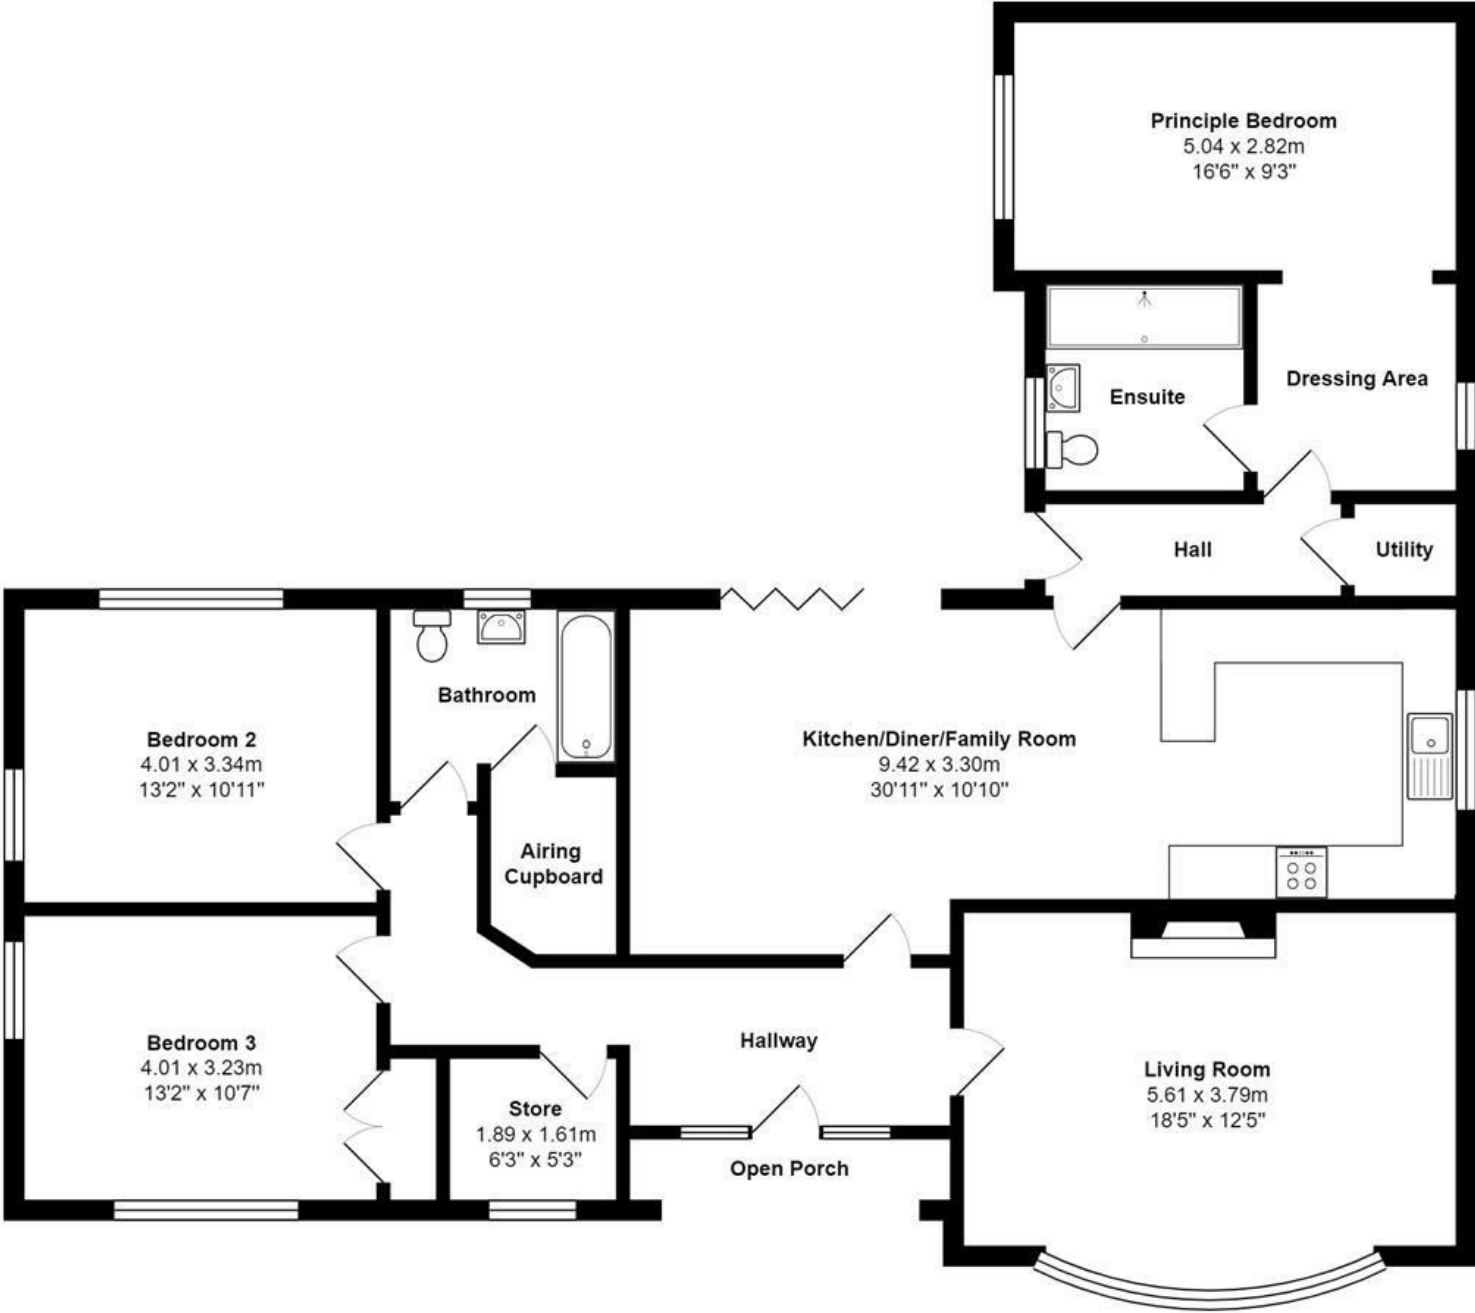 Principle Bedroom
5.04 x 2.82m
16'6" x 9'3"
Ensuite
Dressing Area
Hall
Utility
Bathroom
Bedroom 2
4.01 x 3.34m
13'2" x 10'11"
Kitchen/Diner/Family Room
9.42 x 3.30m
30'11" x 10'10"
Airing
Cupboard
Bedroom 3
4.01 x 3.23m
13'2" x 10'7"
Hallway
Living Room
5.61 x 3.79m
18'5" x 12'5"
Store
1.89 x 1.61m
6'3" x 5'3"
Open Porch